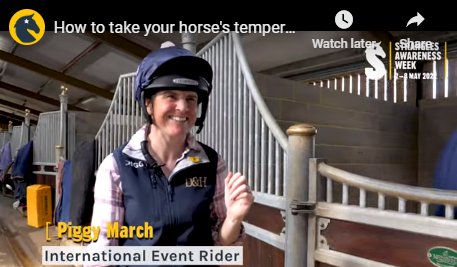 How to take your horse's temper...
Watch later
Share
STRANGLES
AWARENESS
WEEK
2-8 MAY 2022
D&H
Piggy March
International Event Rider